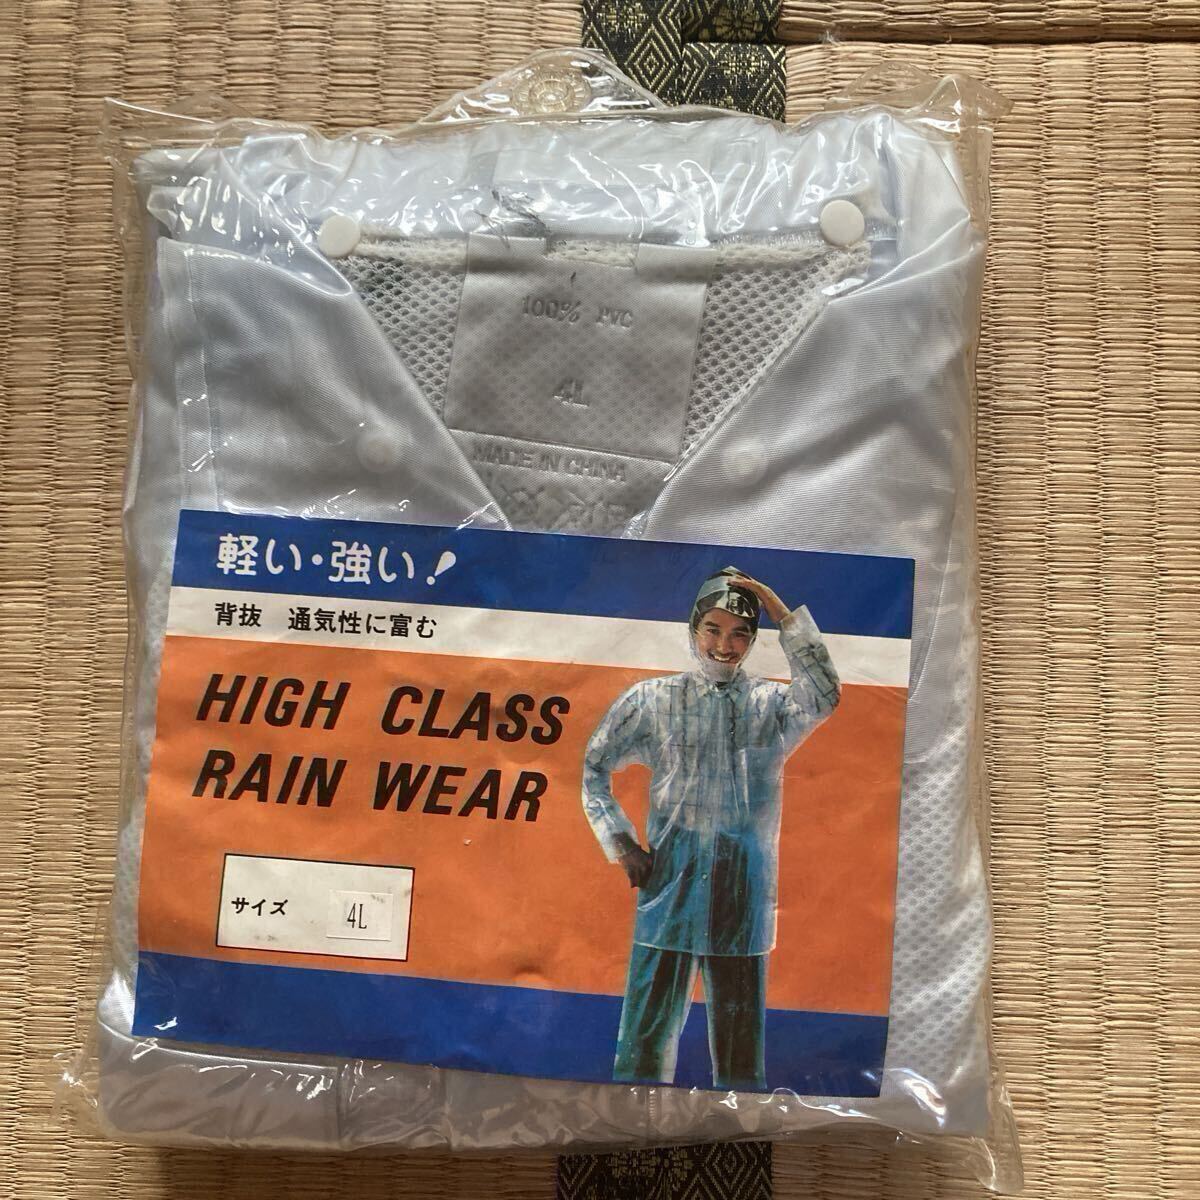 100% PVC
4L
MADE IN CHINA
軽い・強い!
背抜 通気性に富む
HIGH CLASS
RAIN WEAR
サイズ 4L